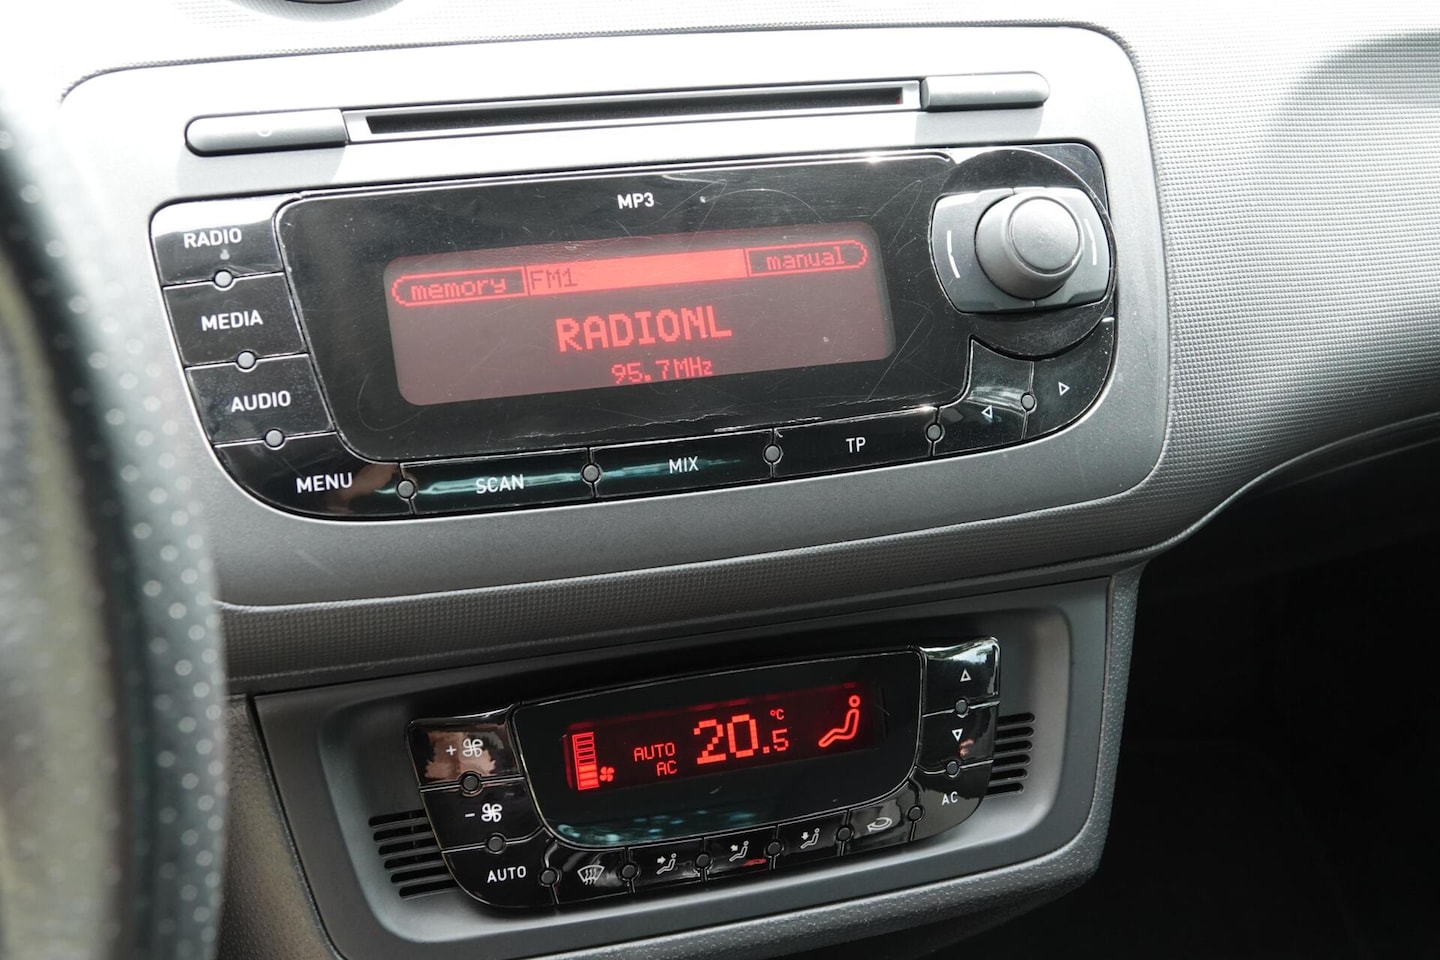 MP3
RADIO
memory FM1 manual
MEDIA
RADIONL
95.7MHz
AUDIO
MENU SCAN MIX TP
+
AUTO 20.5 °C
AC
-
AUTO
AC